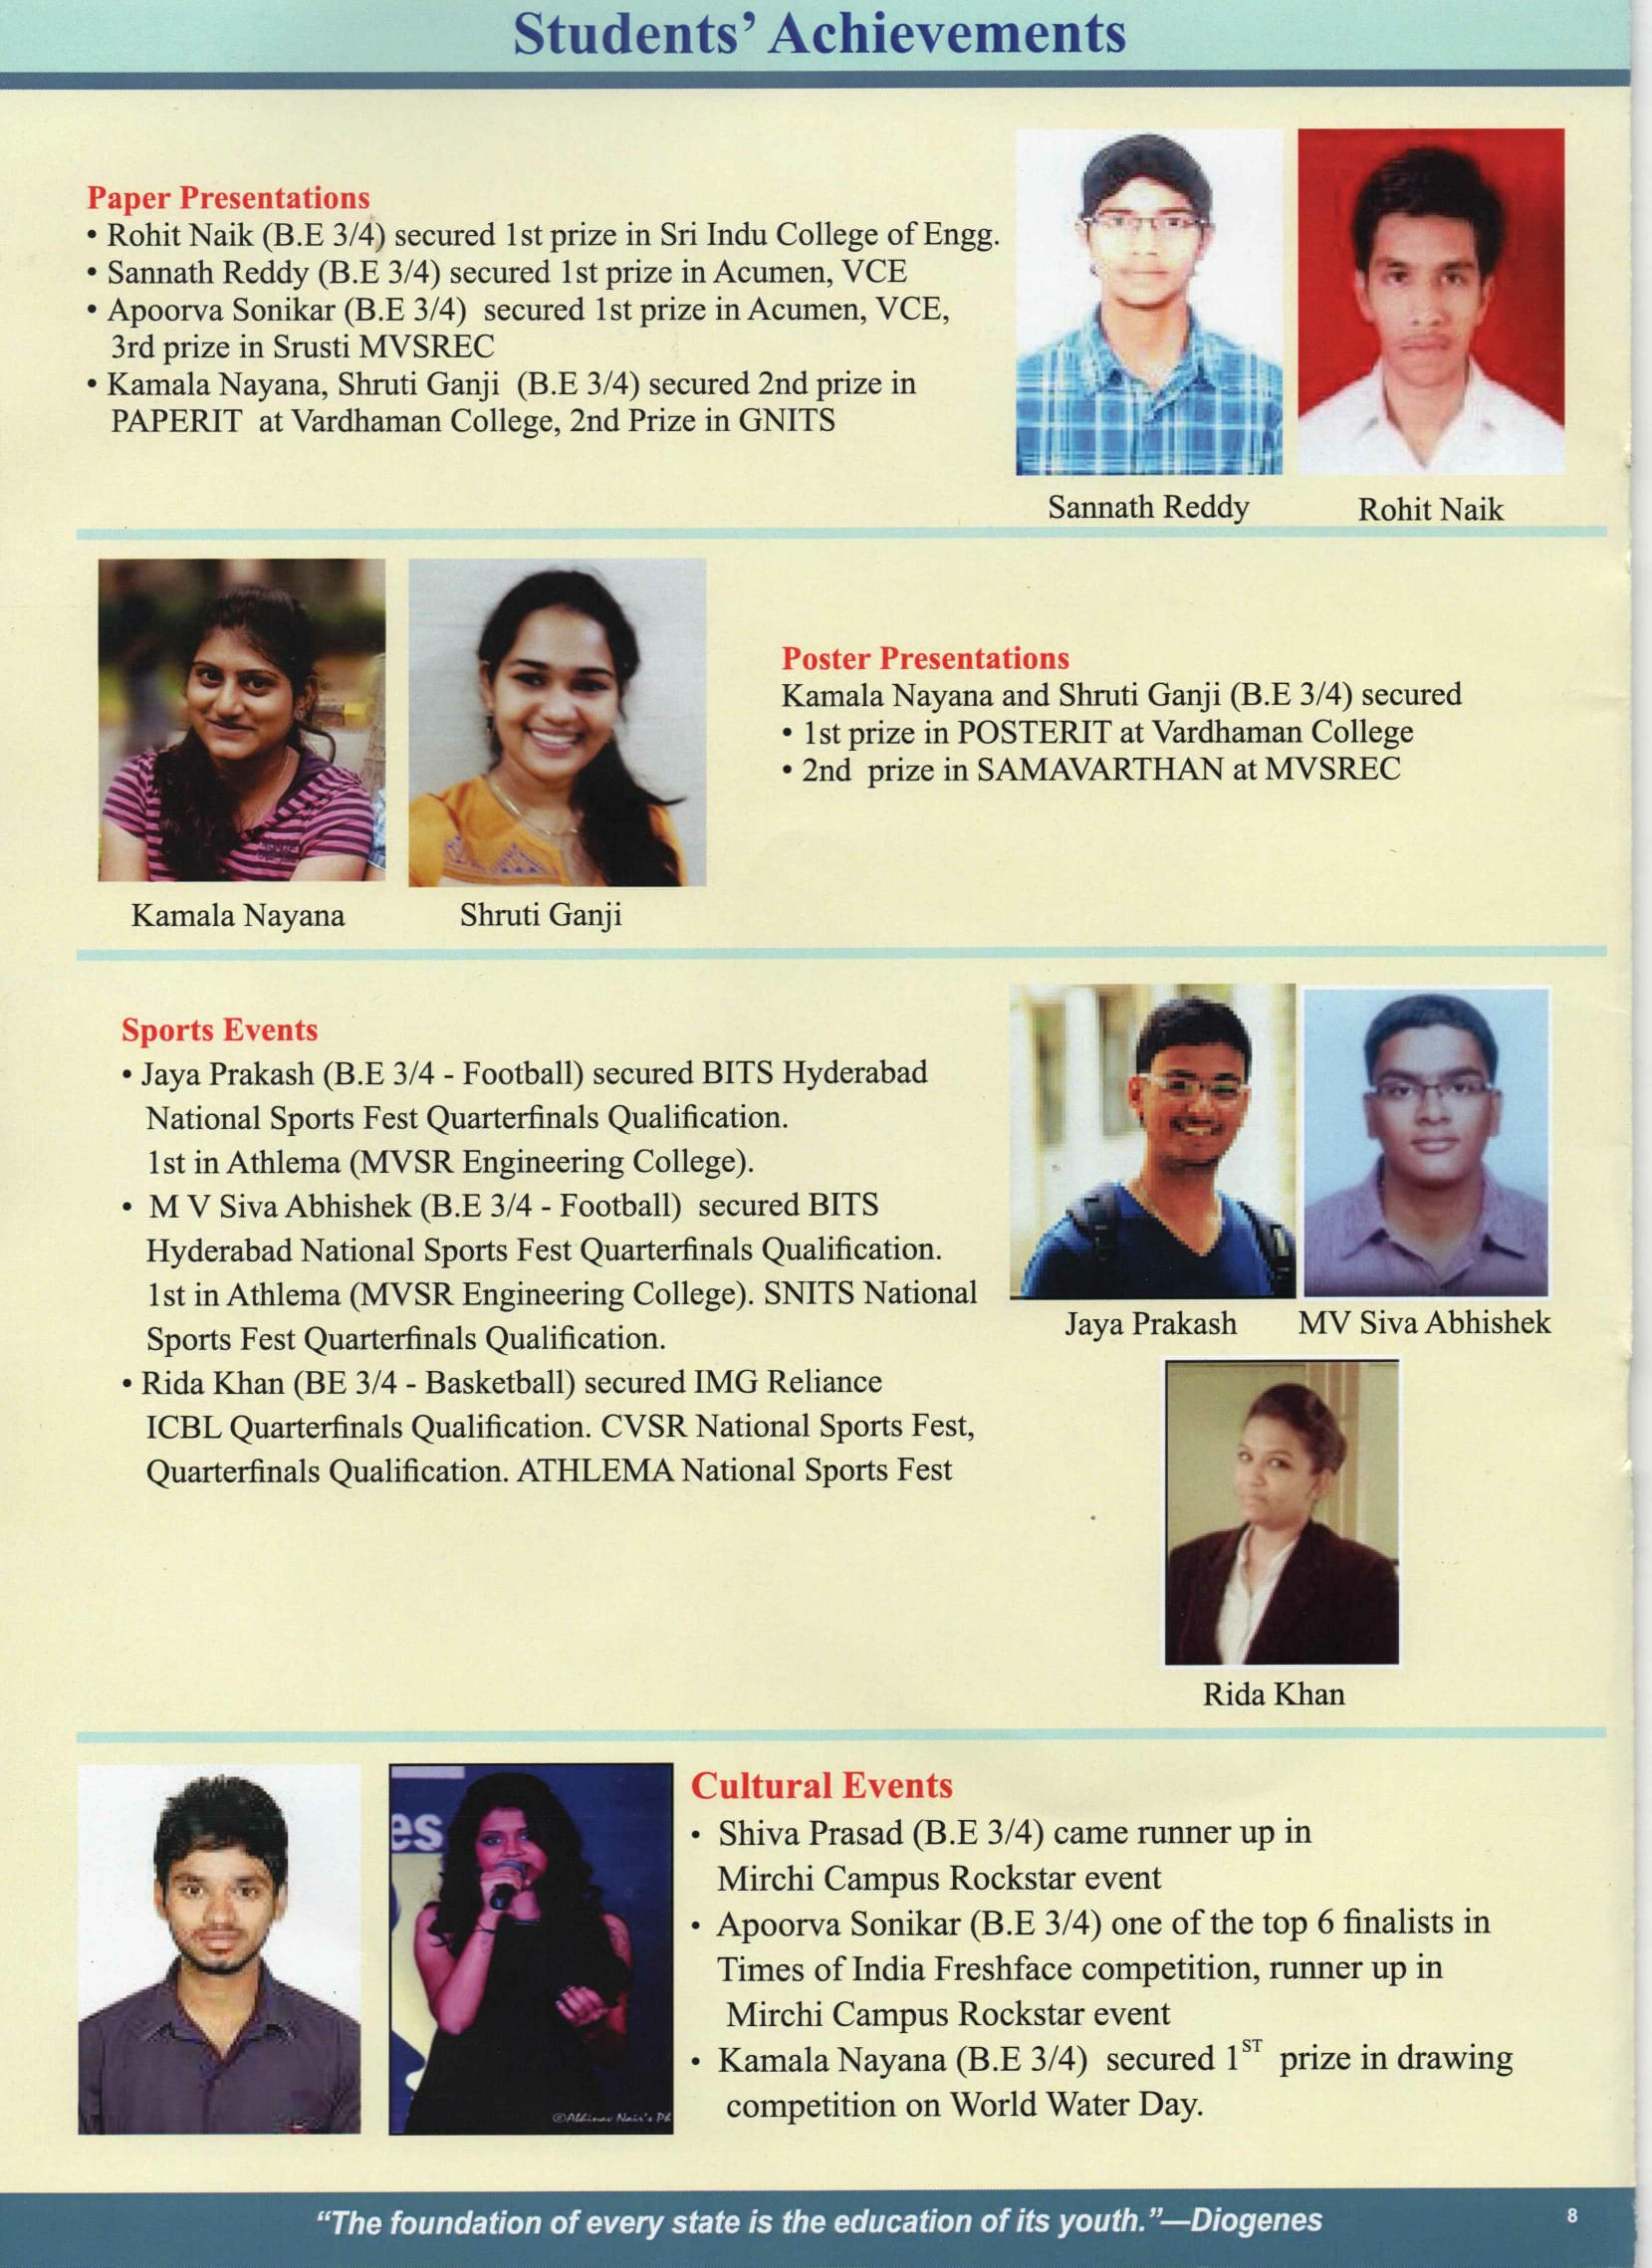 Students’ Achievements
Paper Presentations
• Rohit Naik (B.E 3/4) secured 1st prize in Sri Indu College of Engg.
• Sannath Reddy (B.E 3/4) secured 1st prize in Acumen, VCE
• Apoorva Sonikar (B.E 3/4) secured 1st prize in Acumen, VCE,
3rd prize in Srusti MVSREC
• Kamala Nayana, Shruti Ganji (B.E 3/4) secured 2nd prize in
PAPERIT at Vardhaman College, 2nd Prize in GNITS
Sannath Reddy
Rohit Naik
Kamala Nayana
Shruti Ganji
Poster Presentations
Kamala Nayana and Shruti Ganji (B.E 3/4) secured
• 1st prize in POSTERIT at Vardhaman College
• 2nd prize in SAMAVARTHAN at MVSREC
Sports Events
• Jaya Prakash (B.E 3/4 - Football) secured BITS Hyderabad
National Sports Fest Quarterfinals Qualification.
1st in Athlema (MVSR Engineering College).
• M V Siva Abhishek (B.E 3/4 - Football) secured BITS
Hyderabad National Sports Fest Quarterfinals Qualification.
1st in Athlema (MVSR Engineering College). SNITS National
Sports Fest Quarterfinals Qualification.
• Rida Khan (BE 3/4 - Basketball) secured IMG Reliance
ICBL Quarterfinals Qualification. CVSR National Sports Fest,
Quarterfinals Qualification. ATHLEMA National Sports Fest
Jaya Prakash
MV Siva Abhishek
Rida Khan
es
©Abhinav Nair's Ph
Cultural Events
• Shiva Prasad (B.E 3/4) came runner up in
Mirchi Campus Rockstar event
• Apoorva Sonikar (B.E 3/4) one of the top 6 finalists in
Times of India Freshface competition, runner up in
Mirchi Campus Rockstar event
• Kamala Nayana (B.E 3/4) secured 1ST prize in drawing
competition on World Water Day.
“The foundation of every state is the education of its youth.”—Diogenes
8